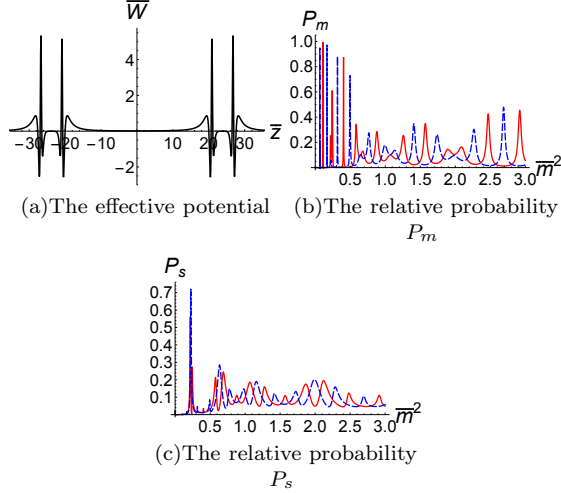 W̅
4
2
−2
−30 −20 −10 10 20 30 z̅
(a)The effective potential
P_m
1.0
0.8
0.6
0.4
0.2
0.5 1.0 1.5 2.0 2.5 3.0 m̅²
(b)The relative probability
P_m
P_s
0.7
0.6
0.5
0.4
0.3
0.2
0.1
0.5 1.0 1.5 2.0 2.5 3.0 m̅²
(c)The relative probability
P_s